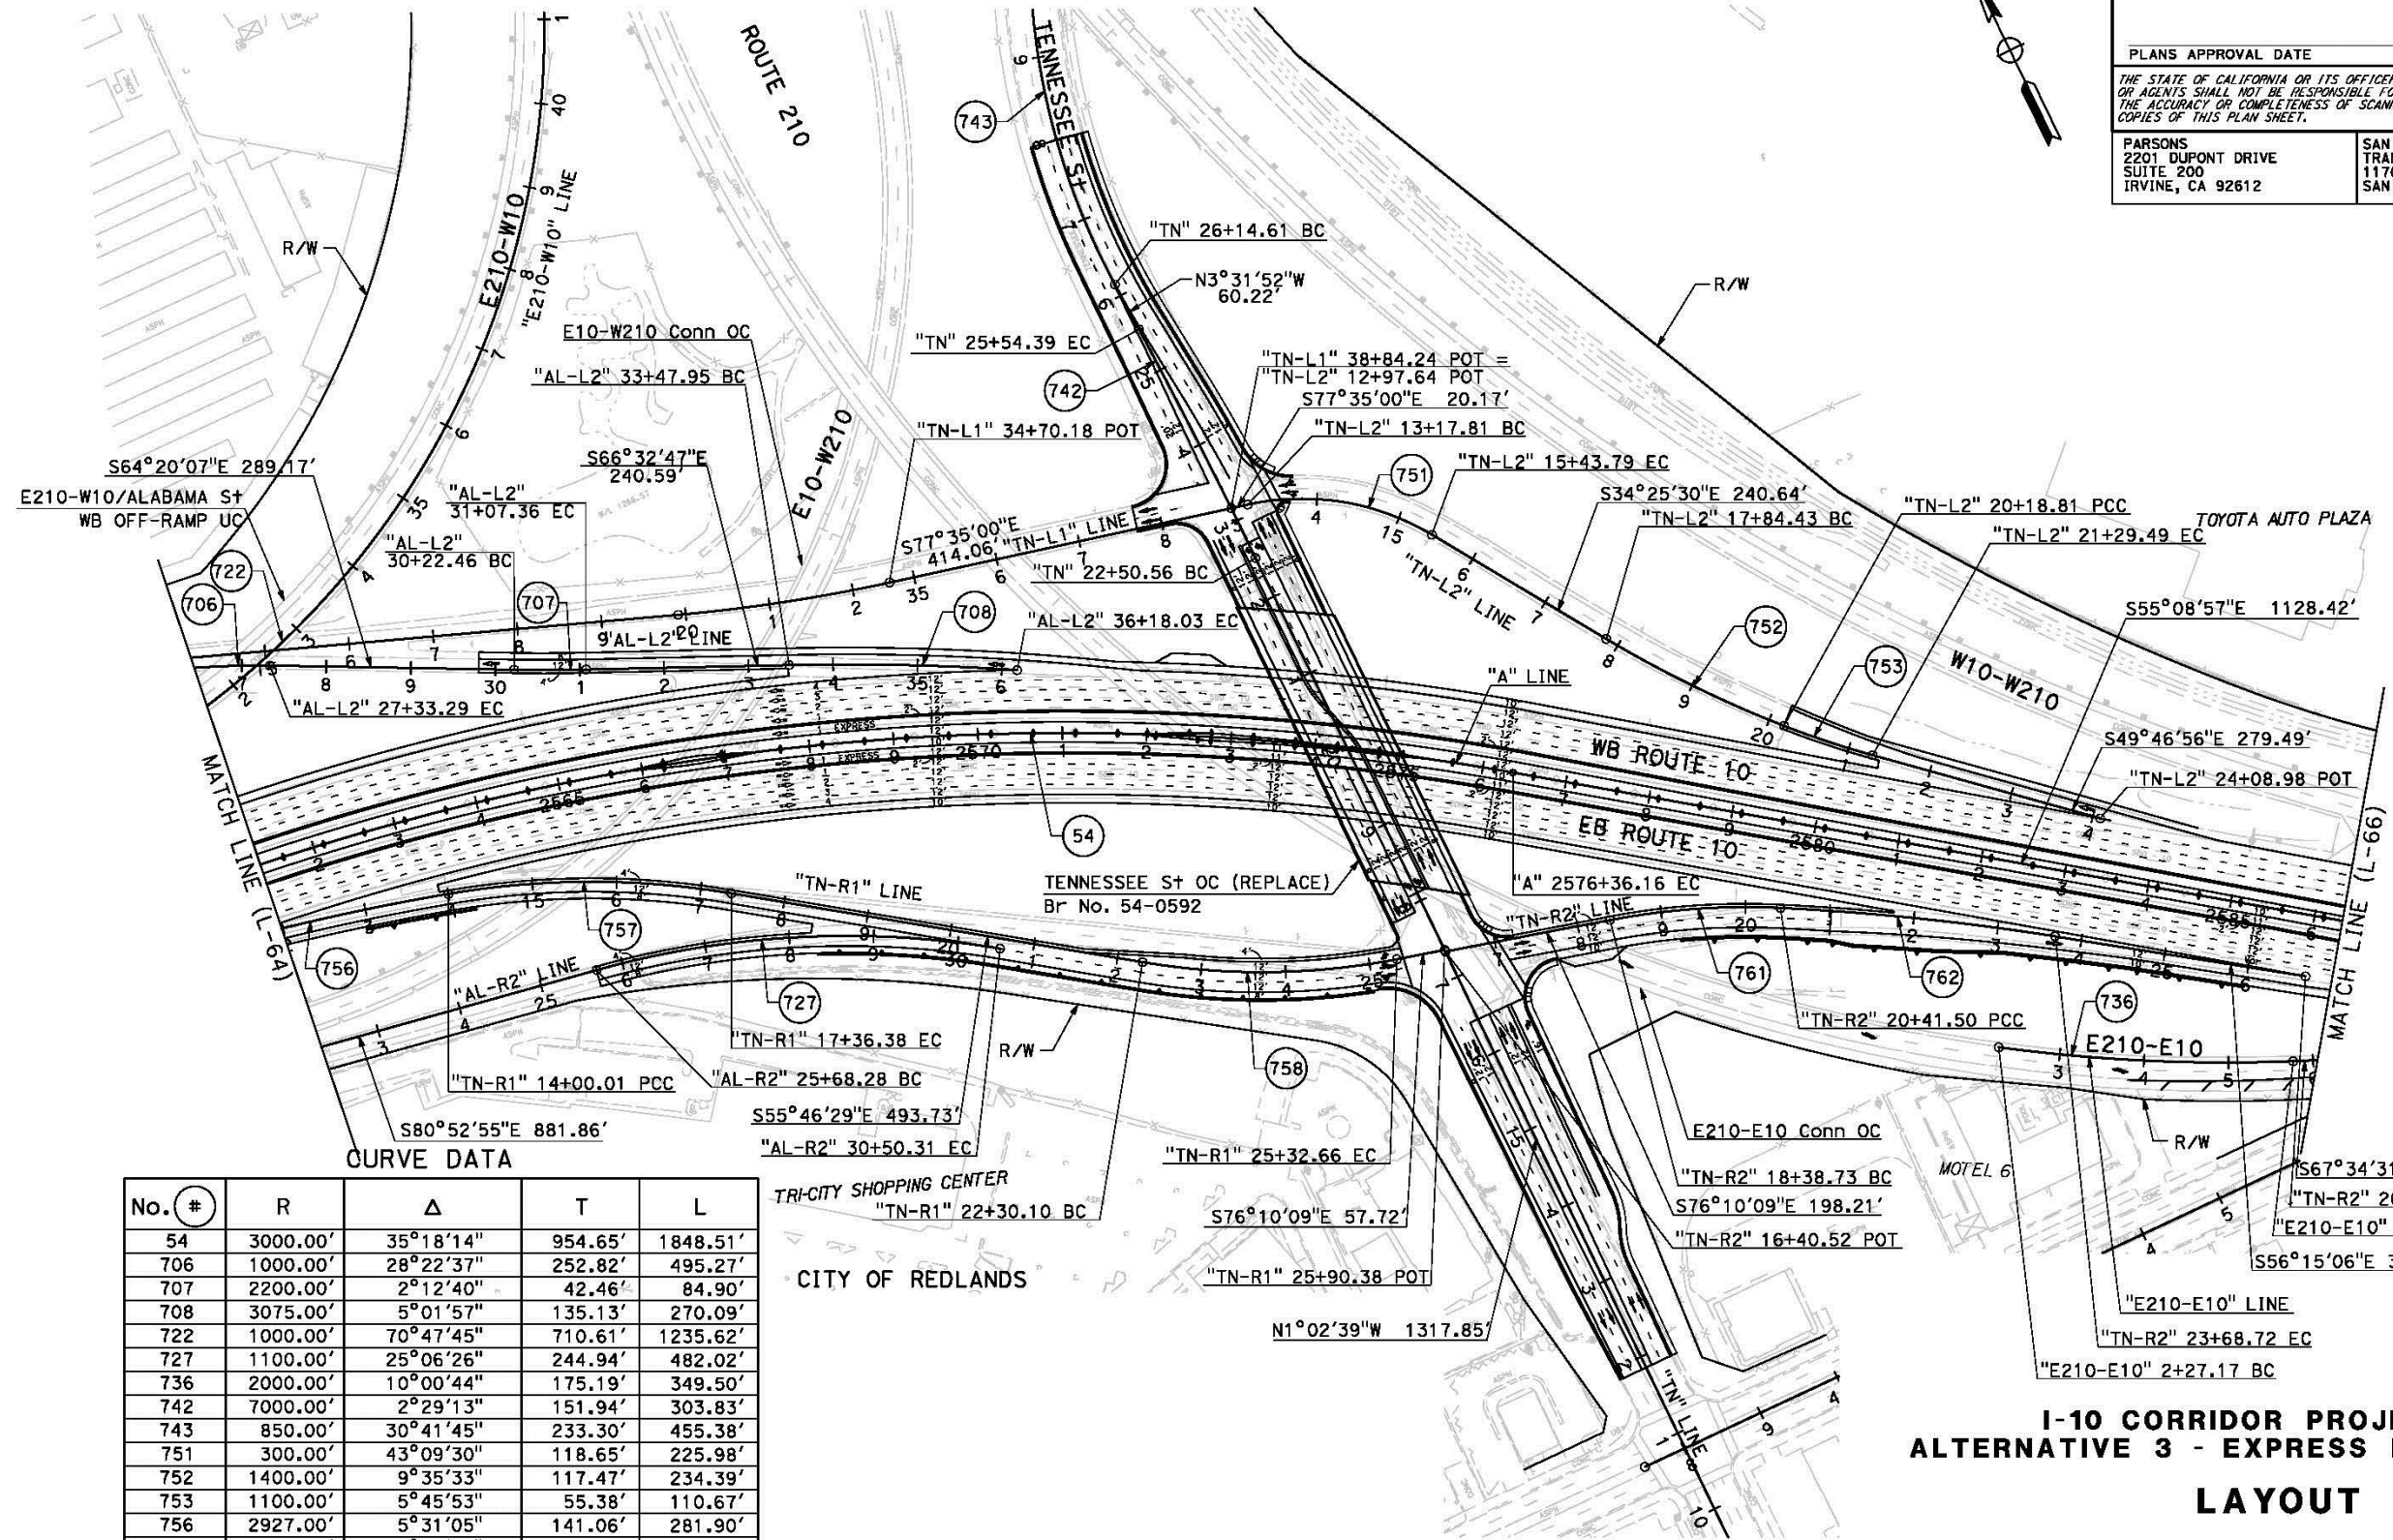 PLANS APPROVAL DATE
THE STATE OF CALIFORNIA OR ITS OFFICER
OR AGENTS SHALL NOT BE RESPONSIBLE FO
THE ACCURACY OR COMPLETENESS OF SCAN
COPIES OF THIS PLAN SHEET.
PARSONS
2201 DUPONT DRIVE
SUITE 200
IRVINE, CA 92612
SAN
TRA
117
SAN
ROUTE 210
TENNESSEE St
743
R/W
E210-W10
"E210-W10" LINE
"TN" 26+14.61 BC
N3°31'52"W
60.22'
R/W
E10-W210 Conn OC
"TN" 25+54.39 EC
"AL-L2" 33+47.95 BC
742
"TN-L1" 38+84.24 POT =
"TN-L2" 12+97.64 POT
S77°35'00"E 20.17'
"TN-L2" 13+17.81 BC
E10-W210
"TN-L1" 34+70.18 POT
S64°20'07"E 289.17'
S66°32'47"E
240.59'
751
"TN-L2" 15+43.79 EC
E210-W10/ALABAMA St
WB OFF-RAMP UC
"AL-L2"
31+07.36 EC
S34°25'30"E 240.64'
"TN-L2" 17+84.43 BC
"TN-L2" 20+18.81 PCC
TOYOTA AUTO PLAZA
"TN-L2" 21+29.49 EC
"AL-L2"
30+22.46 BC
S77°35'00"E
414.06'
"TN-L1" LINE
"TN" 22+50.56 BC
"TN-L2" LINE
722
706
707
708
"AL-L2" LINE
"AL-L2" 36+18.03 EC
752
753
S55°08'57"E 1128.42'
"AL-L2" 27+33.29 EC
"A" LINE
W10-W210
EXPRESS
EXPRESS
2565
2570
WB ROUTE 10
EB ROUTE 10
2580
2585
S49°46'56"E 279.49'
"TN-L2" 24+08.98 POT
MATCH LINE (L-64)
MATCH LINE (L-66)
54
TENNESSEE St OC (REPLACE)
Br No. 54-0592
"A" 2576+36.16 EC
"TN-R1" LINE
"TN-R2" LINE
757
756
"AL-R2" LINE
727
761
762
736
"TN-R2" 20+41.50 PCC
E210-E10
"TN-R1" 17+36.38 EC
R/W
758
"TN-R1" 14+00.01 PCC
"AL-R2" 25+68.28 BC
S55°46'29"E 493.73'
S80°52'55"E 881.86'
"AL-R2" 30+50.31 EC
E210-E10 Conn OC
R/W
"TN-R1" 25+32.66 EC
"TN-R2" 18+38.73 BC
MOTEL 6
S67°34'31
TRI-CITY SHOPPING CENTER
"TN-R1" 22+30.10 BC
S76°10'09"E 57.72'
S76°10'09"E 198.21'
"TN-R2" 2
"E210-E10"
"TN-R2" 16+40.52 POT
S56°15'06"E 3
CITY OF REDLANDS
"TN-R1" 25+90.38 POT
"E210-E10" LINE
N1°02'39"W 1317.85'
"TN-R2" 23+68.72 EC
"E210-E10" 2+27.17 BC
"TN" LINE
CURVE DATA
No. # R Δ T L
54 3000.00' 35°18'14" 954.65' 1848.51'
706 1000.00' 28°22'37" 252.82' 495.27'
707 2200.00' 2°12'40" 42.46' 84.90'
708 3075.00' 5°01'57" 135.13' 270.09'
722 1000.00' 70°47'45" 710.61' 1235.62'
727 1100.00' 25°06'26" 244.94' 482.02'
736 2000.00' 10°00'44" 175.19' 349.50'
742 7000.00' 2°29'13" 151.94' 303.83'
743 850.00' 30°41'45" 233.30' 455.38'
751 300.00' 43°09'30" 118.65' 225.98'
752 1400.00' 9°35'33" 117.47' 234.39'
753 1100.00' 5°45'53" 55.38' 110.67'
756 2927.00' 5°31'05" 141.06' 281.90'
I-10 CORRIDOR PROJ
ALTERNATIVE 3 - EXPRESS
LAYOUT